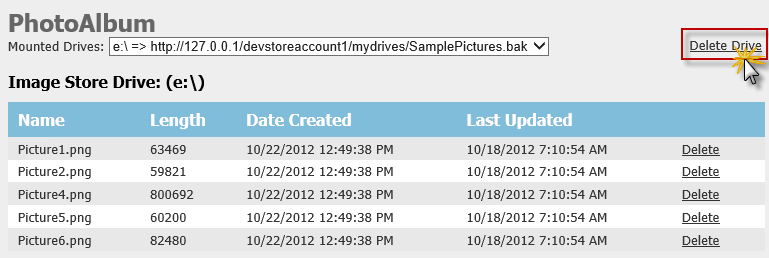 PhotoAlbum
Mounted Drives: e:\ => http://127.0.0.1/devstoreaccount1/mydrives/SamplePictures.bak Delete Drive
Image Store Drive: (e:\)
Name Length Date Created Last Updated
Picture1.png 63469 10/22/2012 12:49:38 PM 10/18/2012 7:10:54 AM Delete
Picture2.png 59821 10/22/2012 12:49:38 PM 10/18/2012 7:10:54 AM Delete
Picture4.png 800692 10/22/2012 12:49:38 PM 10/18/2012 7:10:54 AM Delete
Picture5.png 60200 10/22/2012 12:49:38 PM 10/18/2012 7:10:54 AM Delete
Picture6.png 82480 10/22/2012 12:49:38 PM 10/18/2012 7:10:54 AM Delete